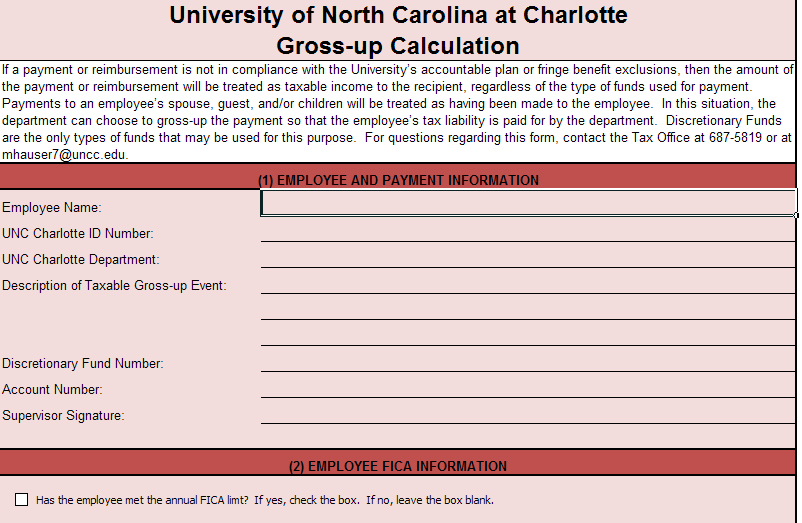 University of North Carolina at Charlotte
Gross-up Calculation
If a payment or reimbursement is not in compliance with the University's accountable plan or fringe benefit exclusions, then the amount of
the payment or reimbursement will be treated as taxable income to the recipient, regardless of the type of funds used for payment.
Payments to an employee's spouse, guest, and/or children will be treated as having been made to the employee.  In this situation, the
department can choose to gross-up the payment so that the employee's tax liability is paid for by the department.  Discretionary Funds
are the only types of funds that may be used for this purpose.  For questions regarding this form, contact the Tax Office at 687-5819 or at
mhauser7@uncc.edu.
(1) EMPLOYEE AND PAYMENT INFORMATION
Employee Name:
UNC Charlotte ID Number:
UNC Charlotte Department:
Description of Taxable Gross-up Event:
Discretionary Fund Number:
Account Number:
Supervisor Signature:
(2) EMPLOYEE FICA INFORMATION
Has the employee met the annual FICA limt?  If yes, check the box.  If no, leave the box blank.